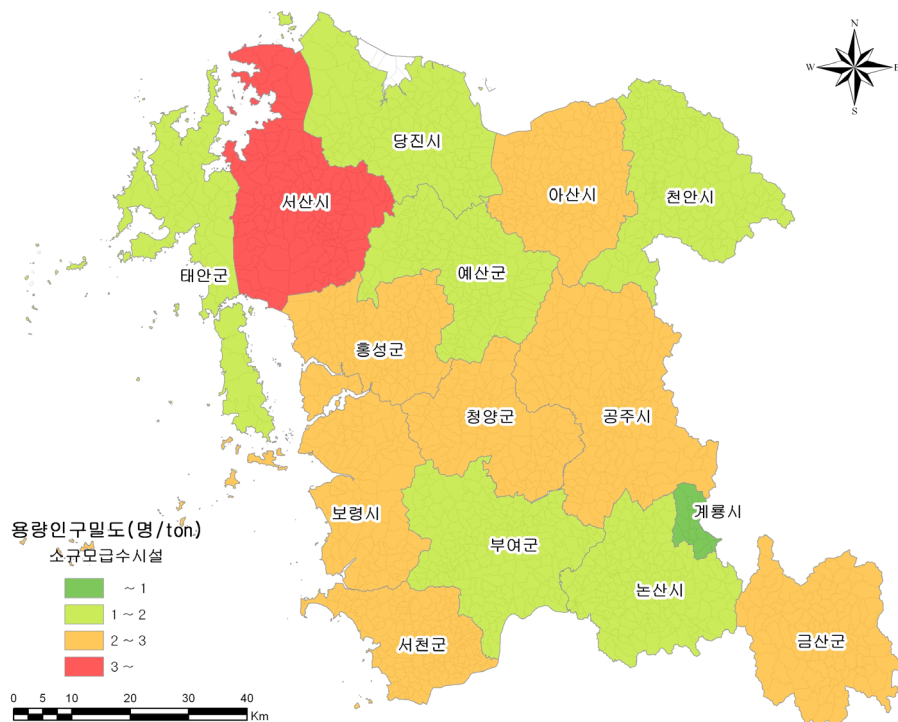 N
W
E
S
당진시
아산시
천안시
서산시
예산군
태안군
홍성군
청양군
공주시
보령시
계룡시
부여군
논산시
서천군
금산군
용량인구밀도(명/ton)
소규모급수시설
~ 1
1 ~ 2
2 ~ 3
3 ~
0 5 10 20 30 40
Km